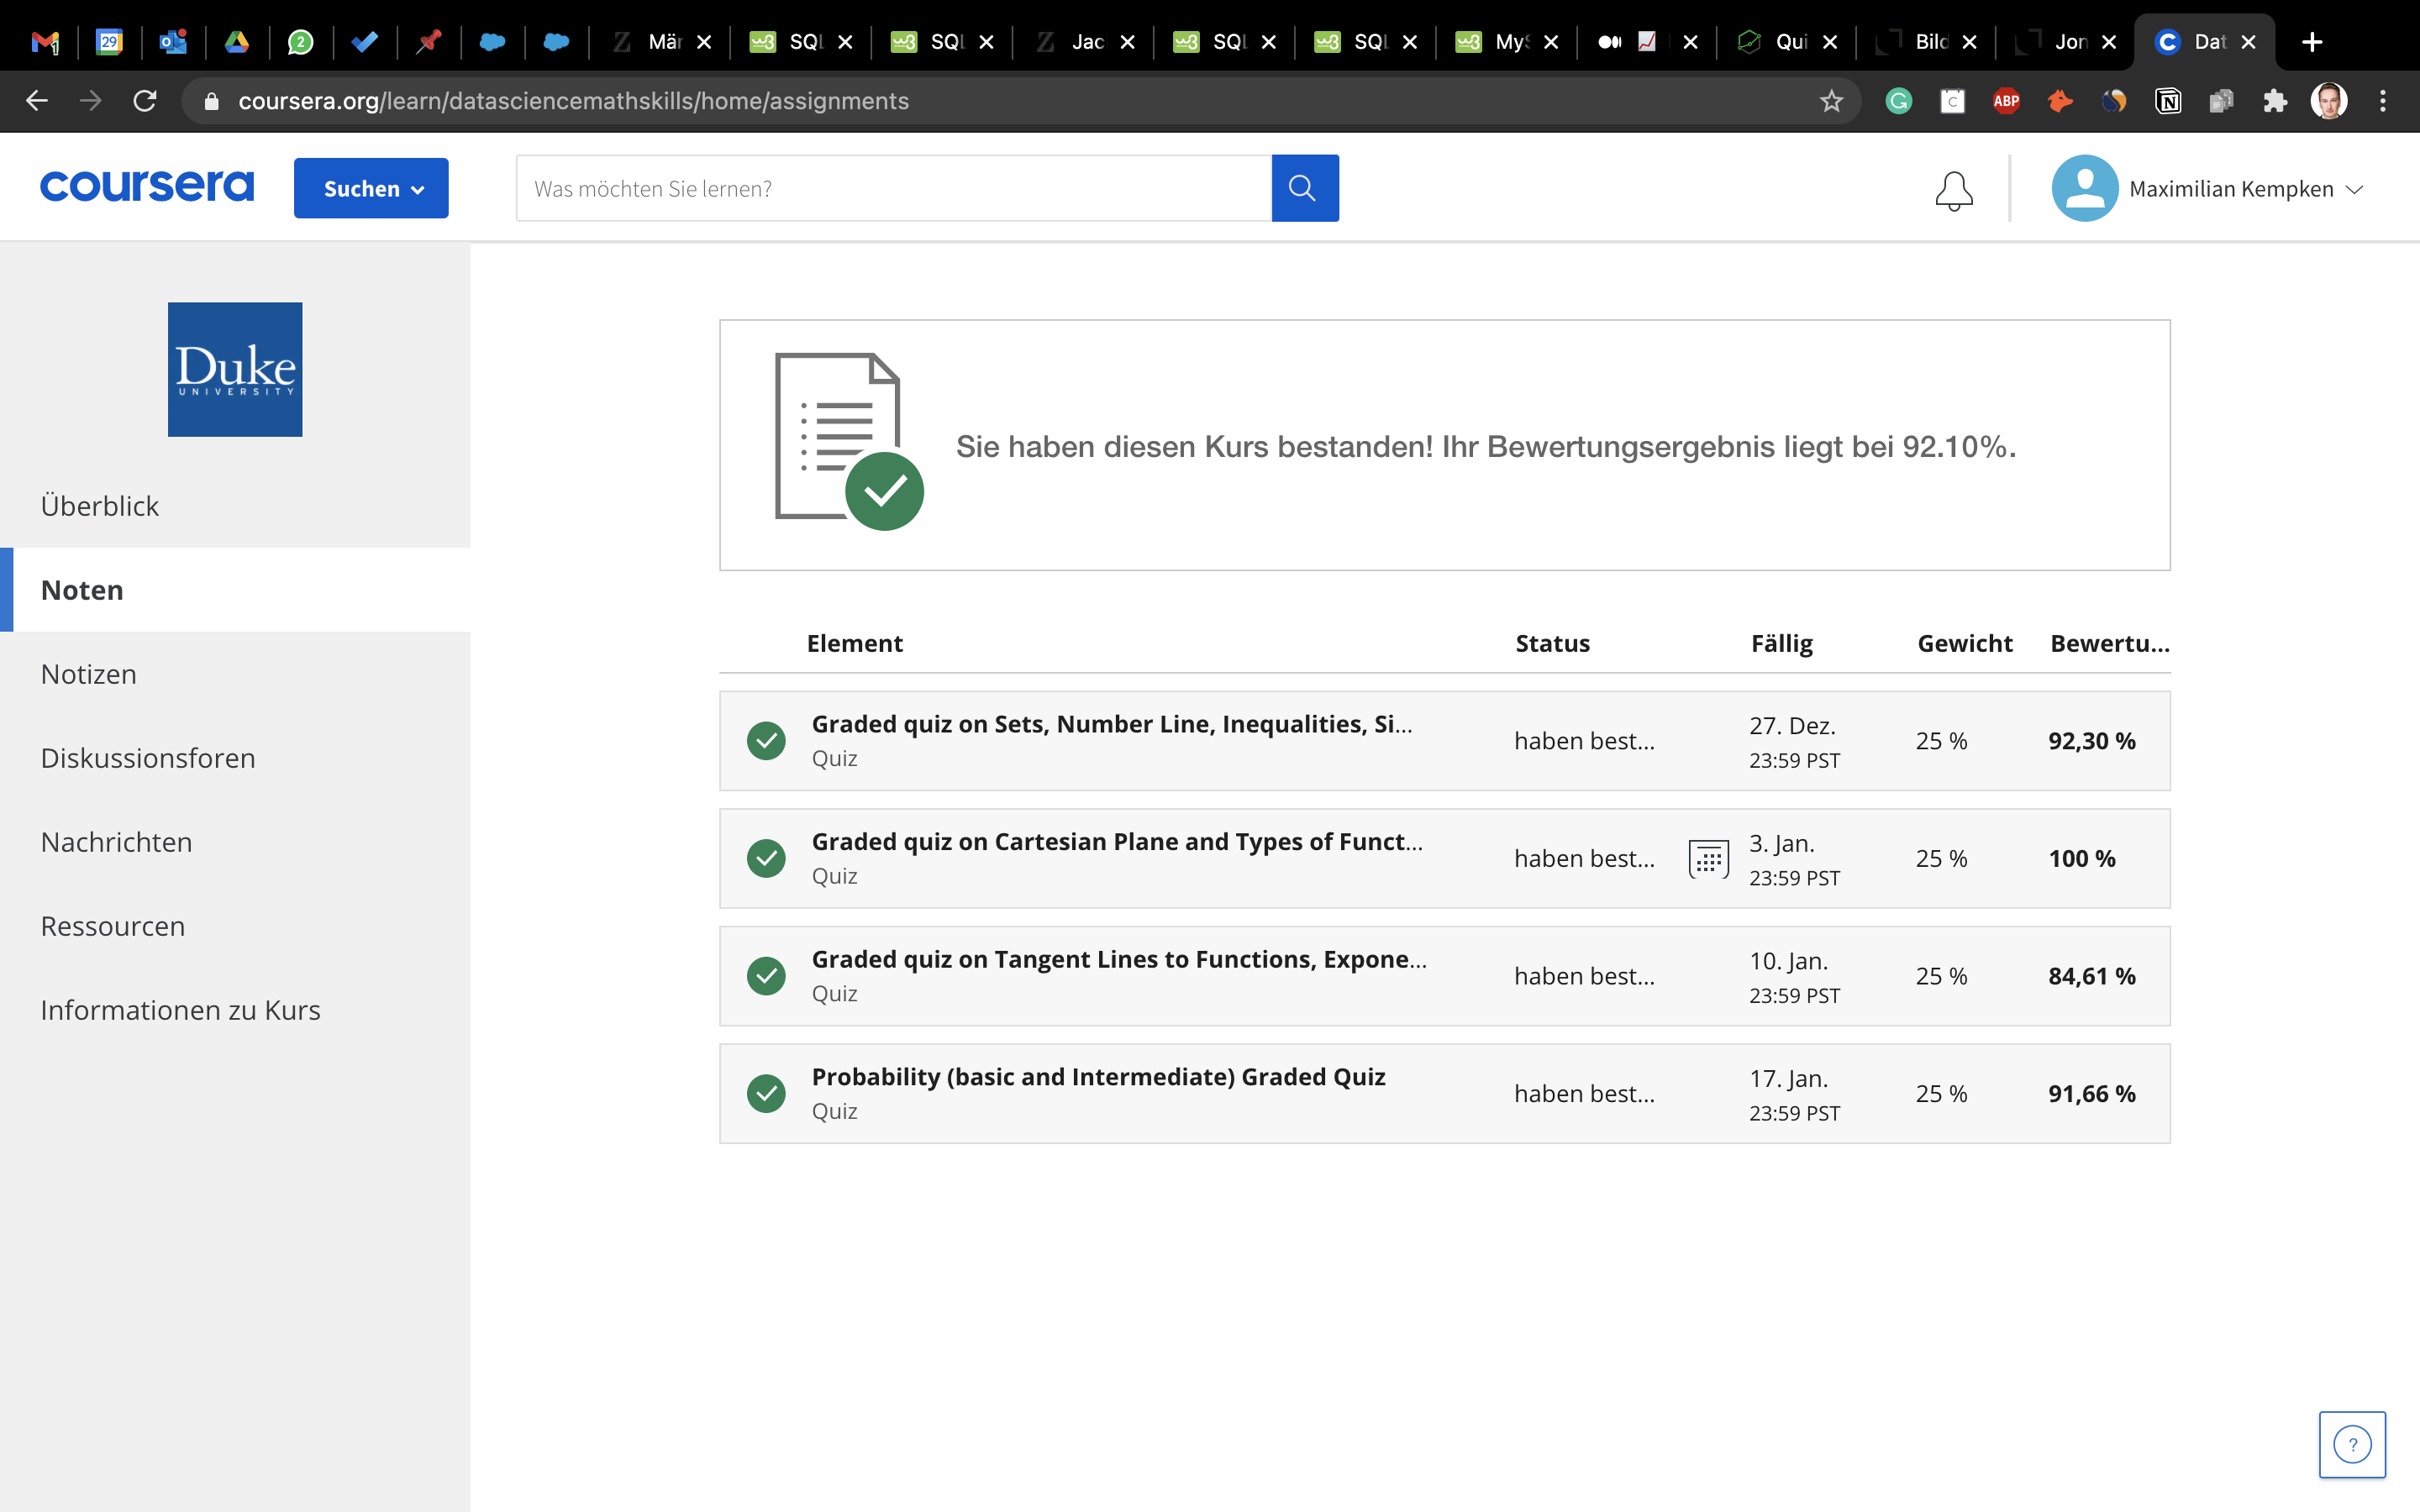 1
29
2
Mär
SQL
SQL
Jac
SQL
SQL
MyS
Qui
Bild
Jon
Dat
coursera.org/learn/datasciencemathskills/home/assignments
ABP
coursera
Suchen
Was möchten Sie lernen?
Maximilian Kempken
Duke
UNIVERSITY
Überblick
Noten
Notizen
Diskussionsforen
Nachrichten
Ressourcen
Informationen zu Kurs
Sie haben diesen Kurs bestanden! Ihr Bewertungsergebnis liegt bei 92.10%.
Element Status Fällig Gewicht Bewertu...
Graded quiz on Sets, Number Line, Inequalities, Si...
Quiz
haben best...
27. Dez.
23:59 PST
25 %
92,30 %
Graded quiz on Cartesian Plane and Types of Funct...
Quiz
haben best...
3. Jan.
23:59 PST
25 %
100 %
Graded quiz on Tangent Lines to Functions, Expone...
Quiz
haben best...
10. Jan.
23:59 PST
25 %
84,61 %
Probability (basic and Intermediate) Graded Quiz
Quiz
haben best...
17. Jan.
23:59 PST
25 %
91,66 %
?